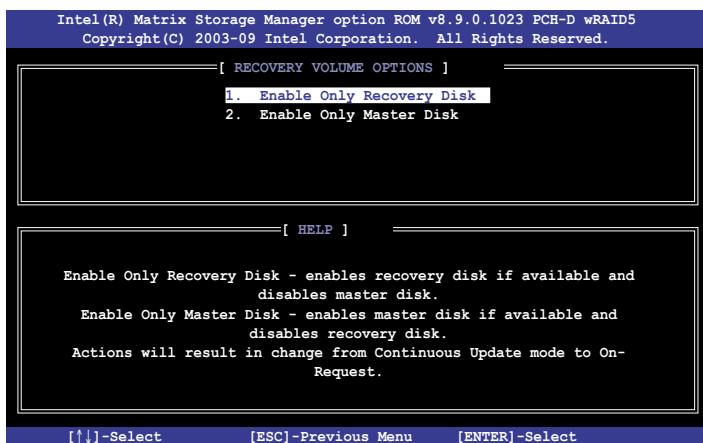 Intel(R) Matrix Storage Manager option ROM v8.9.0.1023 PCH-D wRAID5
Copyright(C) 2003-09 Intel Corporation. All Rights Reserved.
[ RECOVERY VOLUME OPTIONS ]
1. Enable Only Recovery Disk
2. Enable Only Master Disk
[ HELP ]
Enable Only Recovery Disk - enables recovery disk if available and
disables master disk.
Enable Only Master Disk - enables master disk if available and
disables recovery disk.
Actions will result in change from Continuous Update mode to On-
Request.
[↑↓]-Select [ESC]-Previous Menu [ENTER]-Select